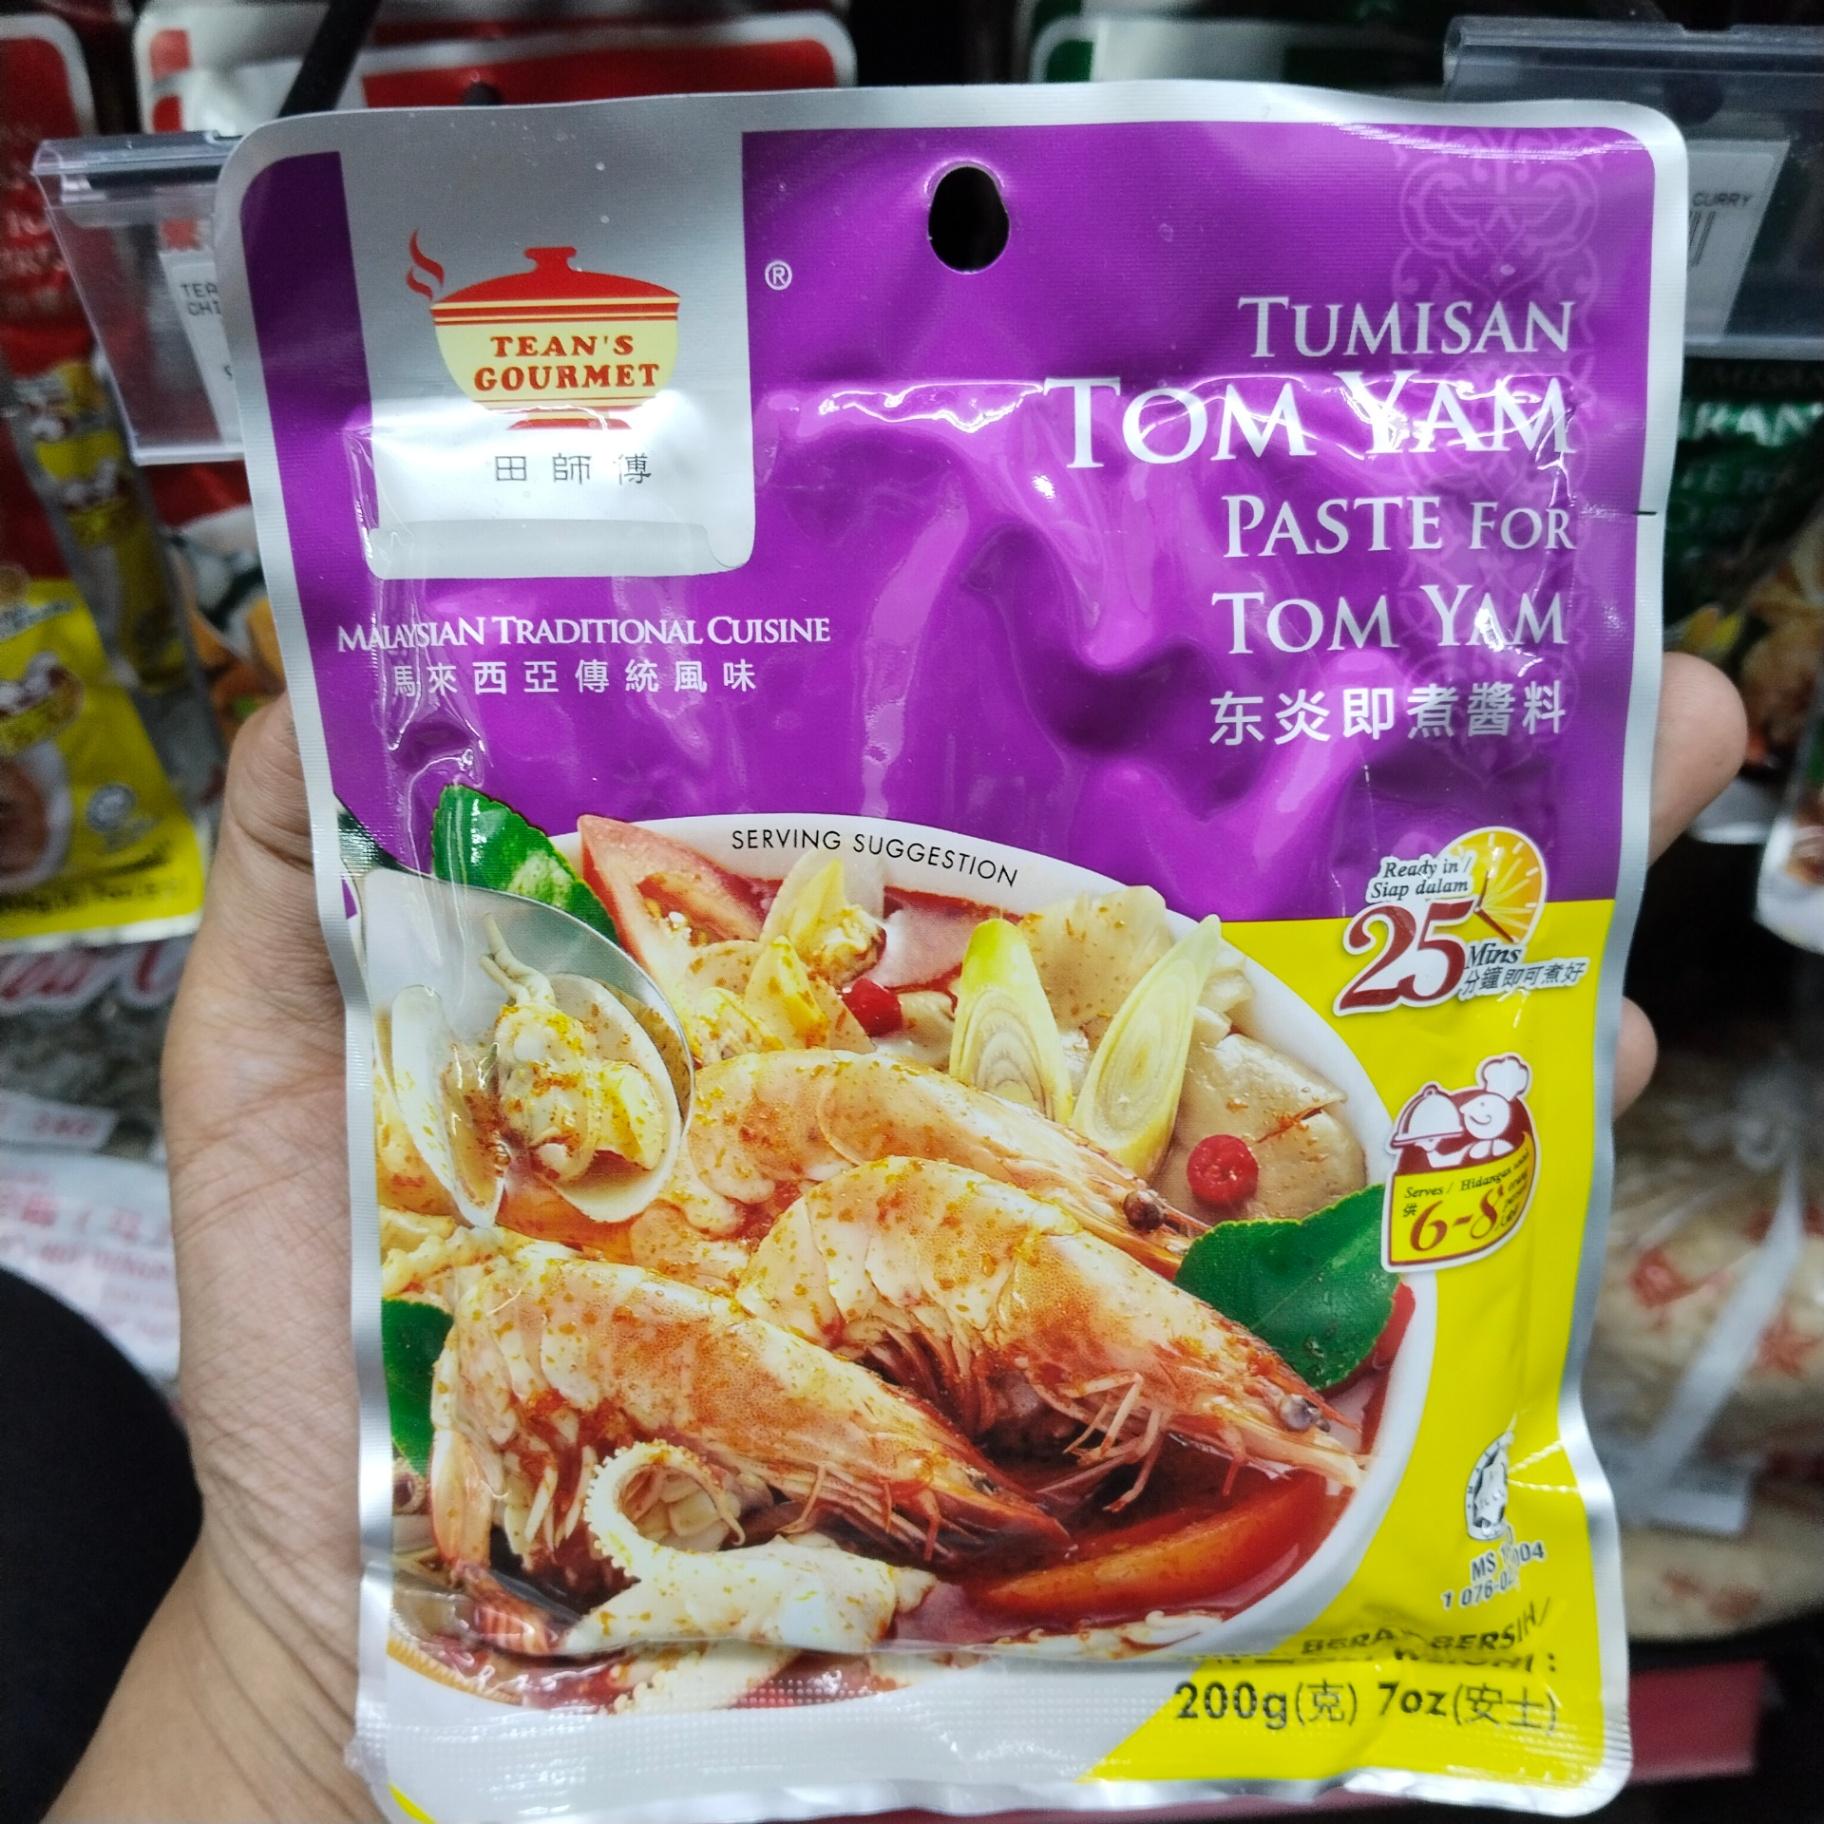 TEAN'S
GOURMET
田師傅
®
MALAYSIAN TRADITIONAL CUISINE
馬來西亞傳統風味
TUMISAN
TOM YAM
PASTE FOR
TOM YAM
东炎即煮醬料
SERVING SUGGESTION
Ready in /
Siap dalam
25 Mins
分鐘即可煮好
Serves / Hidangan
6-8
BERSIH/
200g(克) 7oz(安士)
CURRY